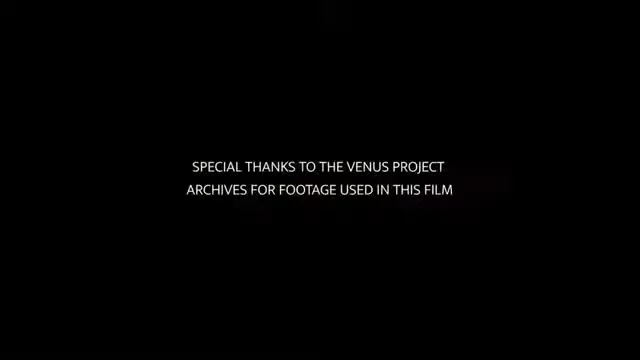 SPECIAL THANKS TO THE VENUS PROJECT
ARCHIVES FOR FOOTAGE USED IN THIS FILM